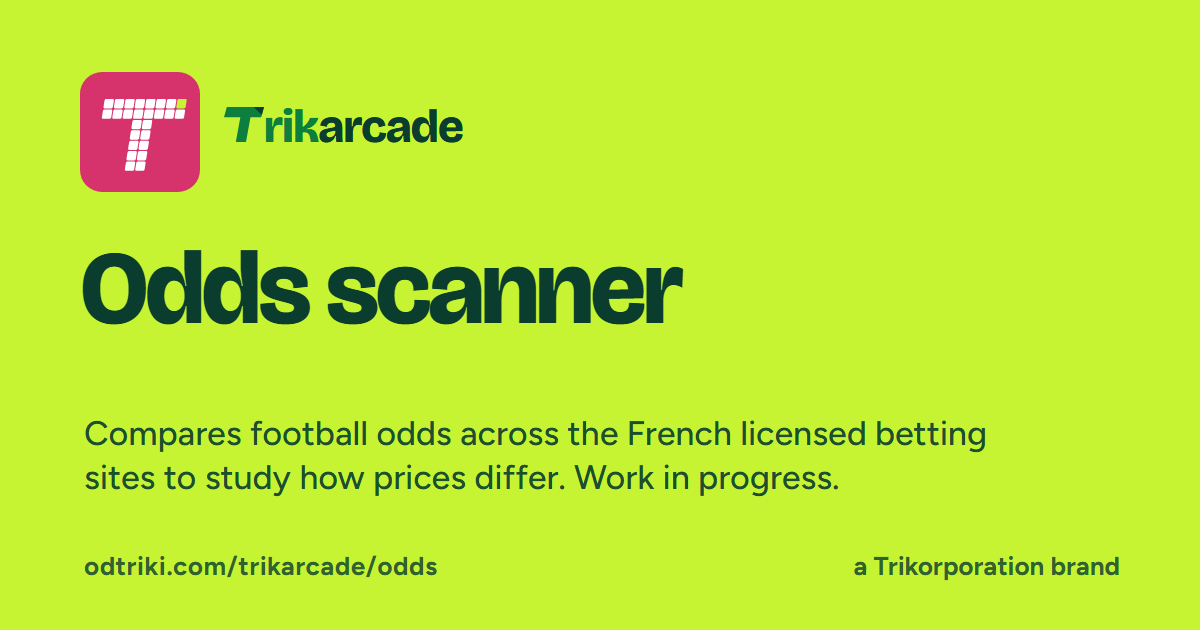 Trikarcade
Odds scanner
Compares football odds across the French licensed betting
sites to study how prices differ. Work in progress.
odtriki.com/trikarcade/odds
a Trikorporation brand